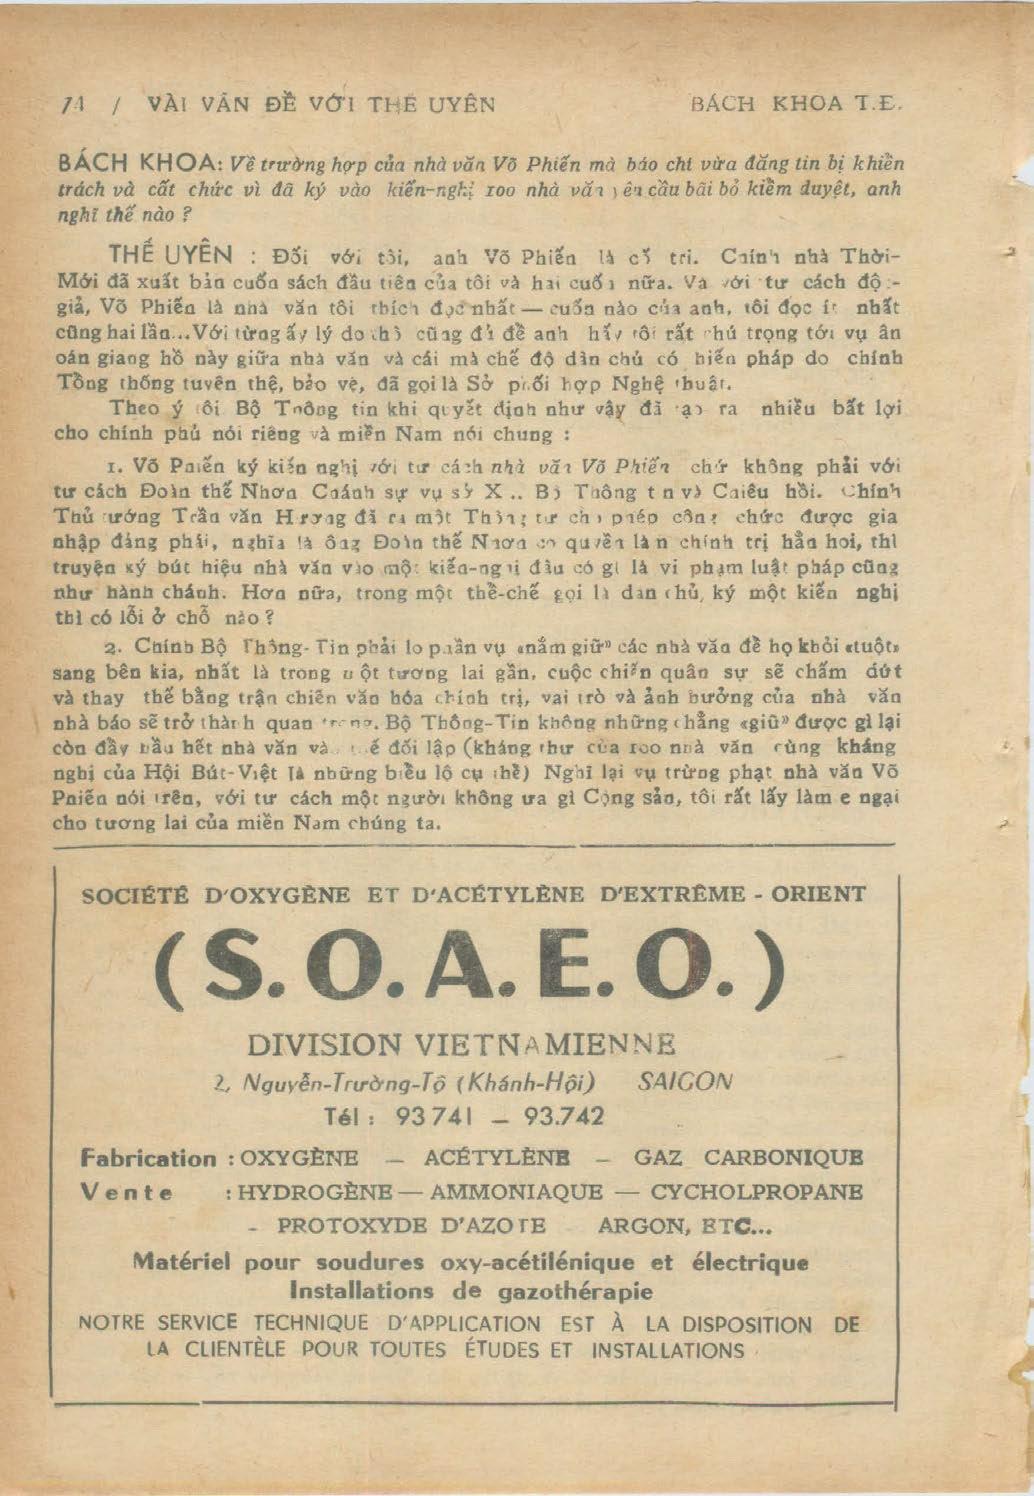 74 / VÀI VẤN ĐỀ VỚI THẾ UYÊN BÁCH KHOA T.Đ.
BÁCH KHOA: Về trường hợp của nhà văn Võ Phiến mà báo chí vừa đăng tin bị khiền
trách và cất chức vì đã ký vào kiến-nghị 100 nhà văn yêu cầu bãi bỏ kiểm duyệt, anh
nghĩ thế nào ?
THẾ UYÊN : Đối với tôi, anh Võ Phiến là cố tri. Chính nhà Thời-
Mới đã xuất bản cuốn sách đầu tiên của tôi và hai cuốn nữa. Và với tư cách độc-
giả, Võ Phiến là nhà văn tôi thích đọc nhất — cuốn nào của anh, tôi đọc ít nhất
cũng hai lần...Với từng ấy lý do thì cũng đủ để anh hấy tôi rất chú trọng tới vụ ân
oán giang hồ này giữa nhà văn và cái mà chế độ dân chủ có hiến pháp do chính
Tổng thống tuyên thệ, bảo vệ, đã gọi là Sở phối hợp Nghệ thuật.
Theo ý tôi Bộ Thông tin khi quyết định như vậy đã tạo ra nhiều bất lợi
cho chính phủ nói riêng và miền Nam nói chung :
1. Võ Phiến ký kiến nghị với tư cách nhà văn Võ Phiến chứ không phải với
tư cách Đoàn thế Nhơn Chánh sự vụ sở X .. Bộ Thông tin và Chiêu hồi. Chính
Thủ tướng Trần văn Hương đã ra một Thông tư cho phép công chức được gia
nhập đảng phái, nghĩa là ông Đoàn thế Nhơn có quyền làm chính trị hẳn hoi, thì
truyện ký bút hiệu nhà văn vào một kiến-nghị đâu có gì là vi phạm luật pháp cũng
như hành chánh. Hơn nữa, trong một thể-chế gọi là dân chủ, ký một kiến nghị
thì có lỗi ở chỗ nào ?
2. Chính Bộ Thông-Tin phải lo phần vụ «nắm giữ» các nhà văn để họ khỏi «tuột»
sang bên kia, nhất là trong một tương lai gần, cuộc chiến quân sự sẽ chấm dứt
và thay thế bằng trận chiến văn hóa chính trị, vai trò và ảnh hưởng của nhà văn
nhà báo sẽ trở thành quan trọng. Bộ Thông-Tin không những chẳng «giữ» được gì lại
còn đầy hầu hết nhà văn vào thế đối lập (kháng thư của 100 nhà văn cùng kháng
nghị của Hội Bút-Việt là những biểu lộ cụ thể) Nghĩ lại vụ trừng phạt nhà văn Võ
Phiến nói trên, với tư cách một người không ưa gì Cộng sản, tôi rất lấy làm e ngại
cho tương lai của miền Nam chúng ta.
SOCIÉTÉ D'OXYGÈNE ET D'ACÉTYLÈNE D'EXTRÊME - ORIENT
(S.O.A.E.O.)
DIVISION VIETNAMIENNE
2, Nguyễn-Trường-Tộ (Khánh-Hội) SAIGON
Tél : 93 741 — 93.742
Fabrication : OXYGÈNE — ACÉTYLÈNE — GAZ CARBONIQUE
Vente : HYDROGÈNE — AMMONIAQUE — CYCHOLPROPANE
- PROTOXYDE D'AZOTE ARGON, ETC...
Matériel pour soudures oxy-acétilénique et électrique
Installations de gazothérapie
NOTRE SERVICE TECHNIQUE D'APPLICATION EST À LA DISPOSITION DE
LA CLIENTÈLE POUR TOUTES ÉTUDES ET INSTALLATIONS